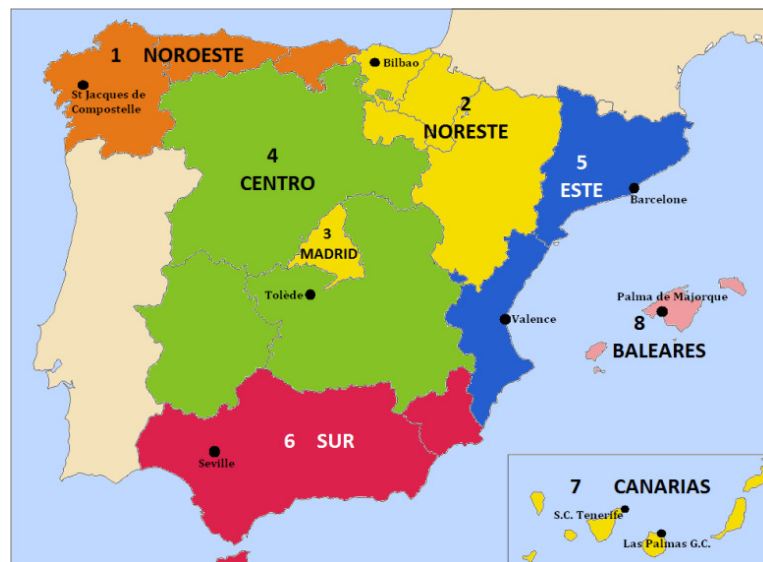 1 NOROESTE
St Jacques de
Compostelle
Bilbao
2
NORESTE
4
CENTRO
5
ESTE
Barcelone
3
MADRID
Tolède
Valence
Palma de Majorque
8
BALEARES
6 SUR
Seville
7 CANARIAS
S.C. Tenerife
Las Palmas G.C.